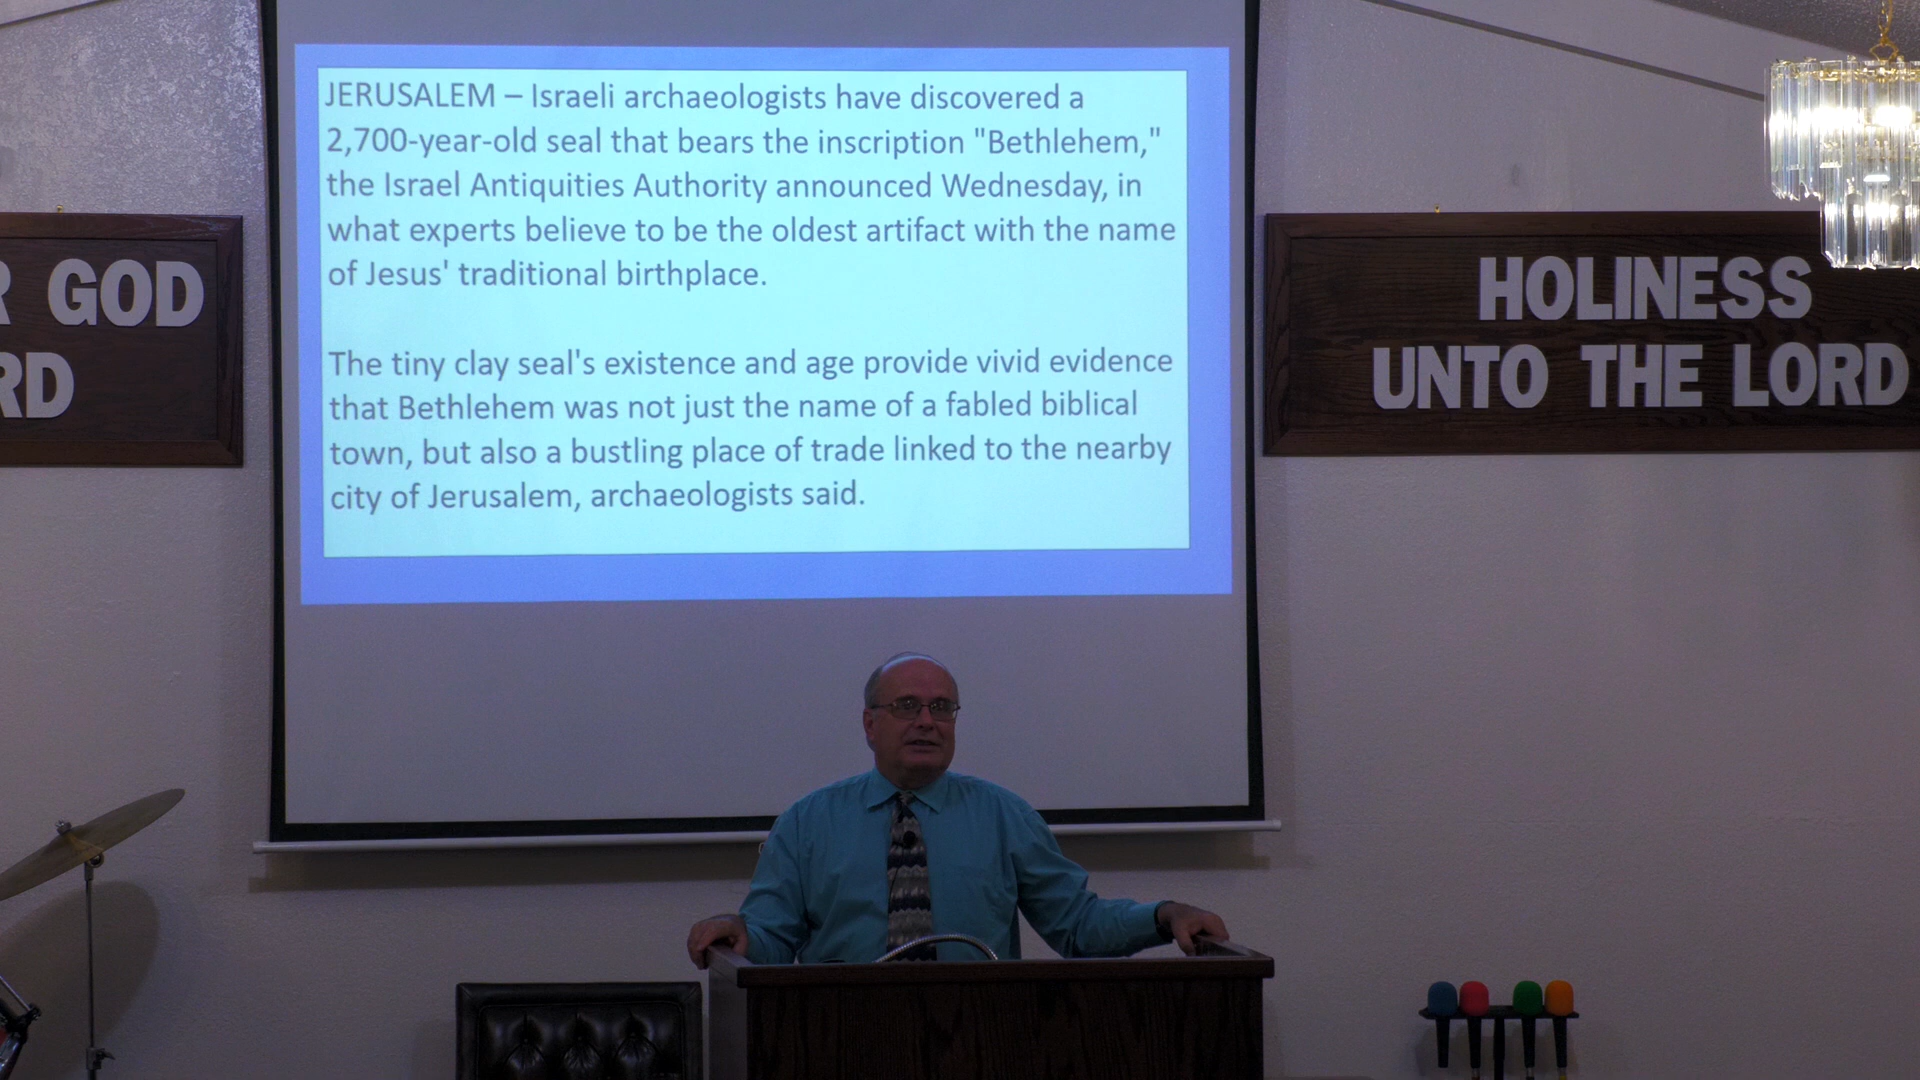 JERUSALEM – Israeli archaeologists have discovered a
2,700-year-old seal that bears the inscription "Bethlehem,"
the Israel Antiquities Authority announced Wednesday, in
what experts believe to be the oldest artifact with the name
of Jesus' traditional birthplace.
The tiny clay seal's existence and age provide vivid evidence
that Bethlehem was not just the name of a fabled biblical
town, but also a bustling place of trade linked to the nearby
city of Jerusalem, archaeologists said.
GOD
HOLINESS
UNTO THE LORD